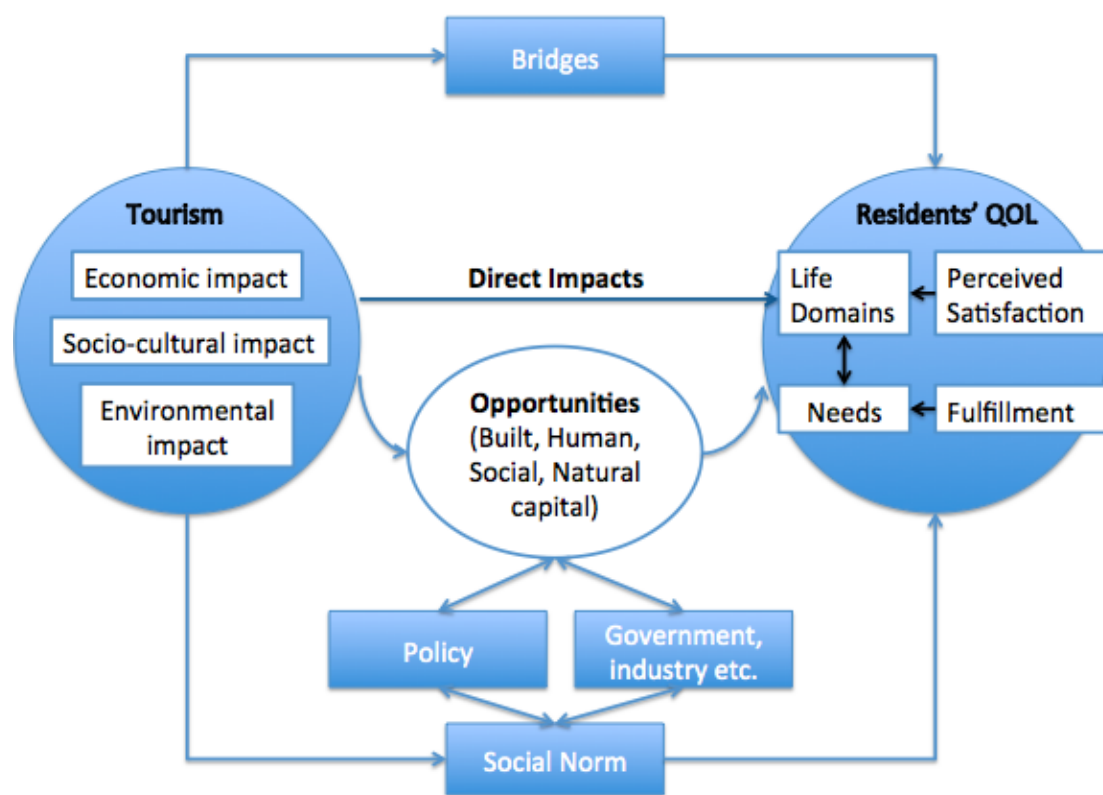 Bridges
Tourism
Economic impact
Socio-cultural impact
Environmental
impact
Direct Impacts
Opportunities
(Built, Human,
Social, Natural
capital)
Residents' QOL
Life
Domains
Perceived
Satisfaction
Needs
Fulfillment
Policy
Government,
industry etc.
Social Norm